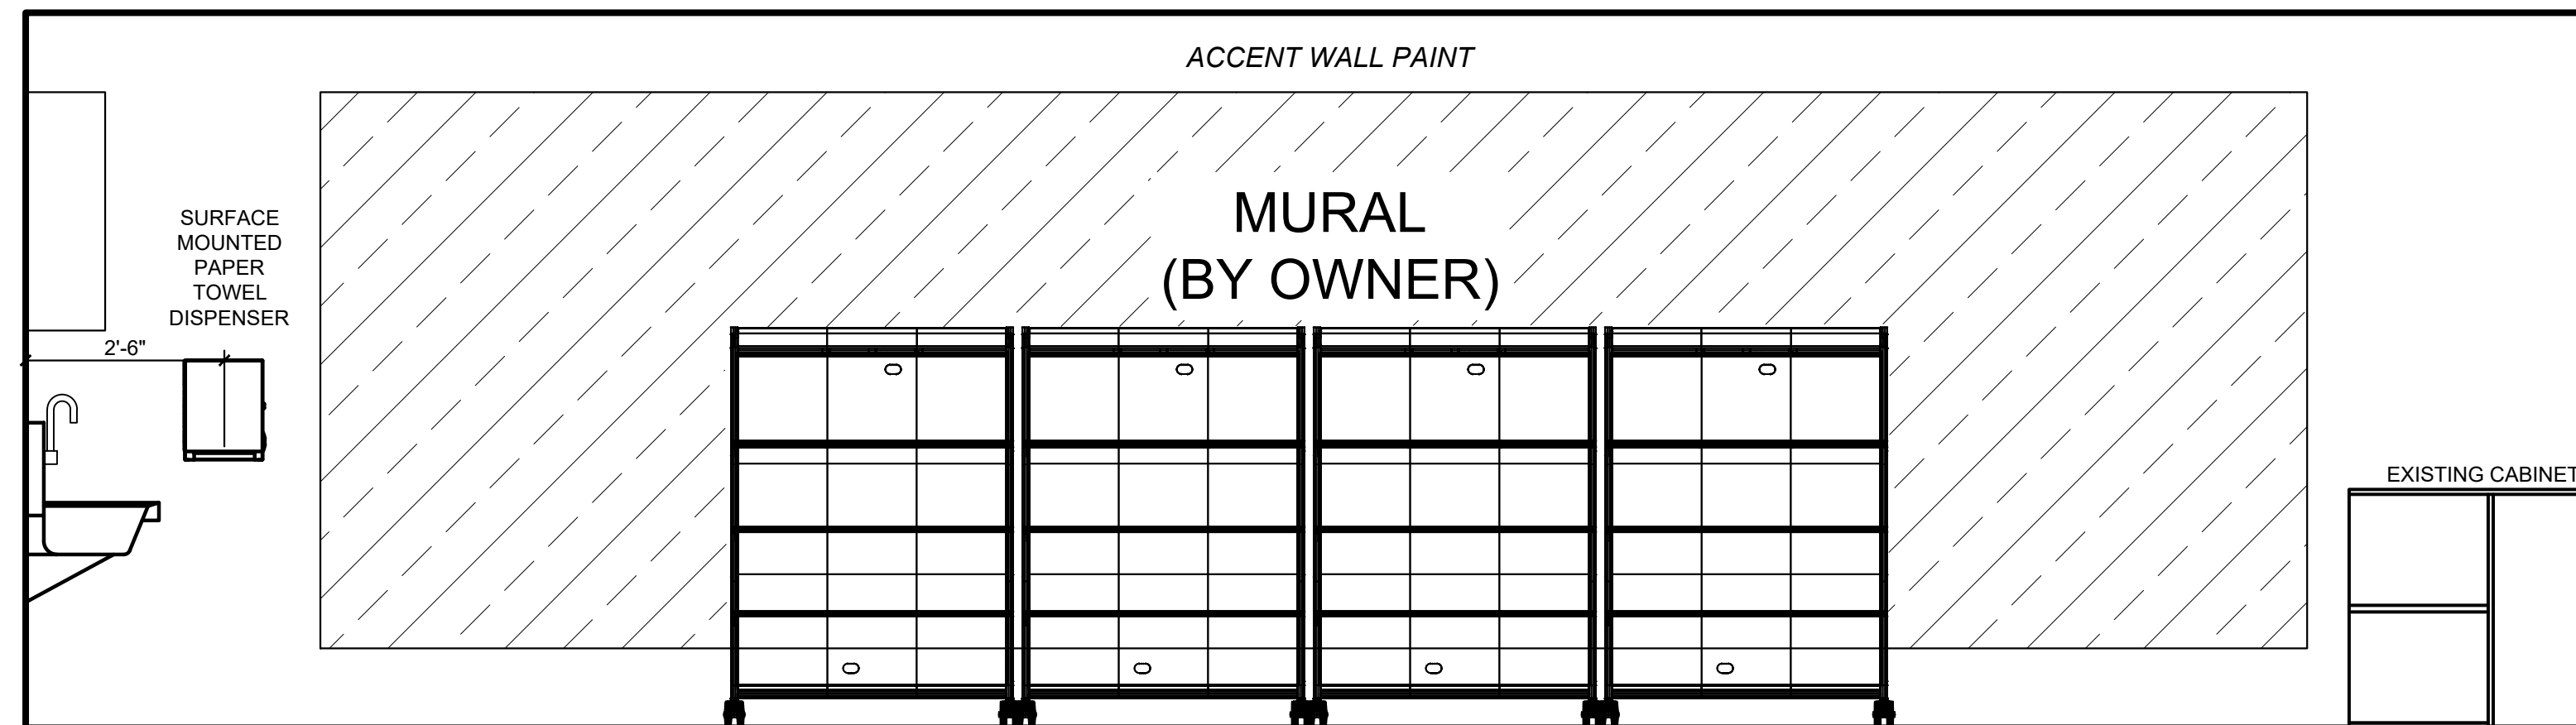 ACCENT WALL PAINT
MURAL
(BY OWNER)
SURFACE
MOUNTED
PAPER
TOWEL
DISPENSER
2'-6"
EXISTING CABINET